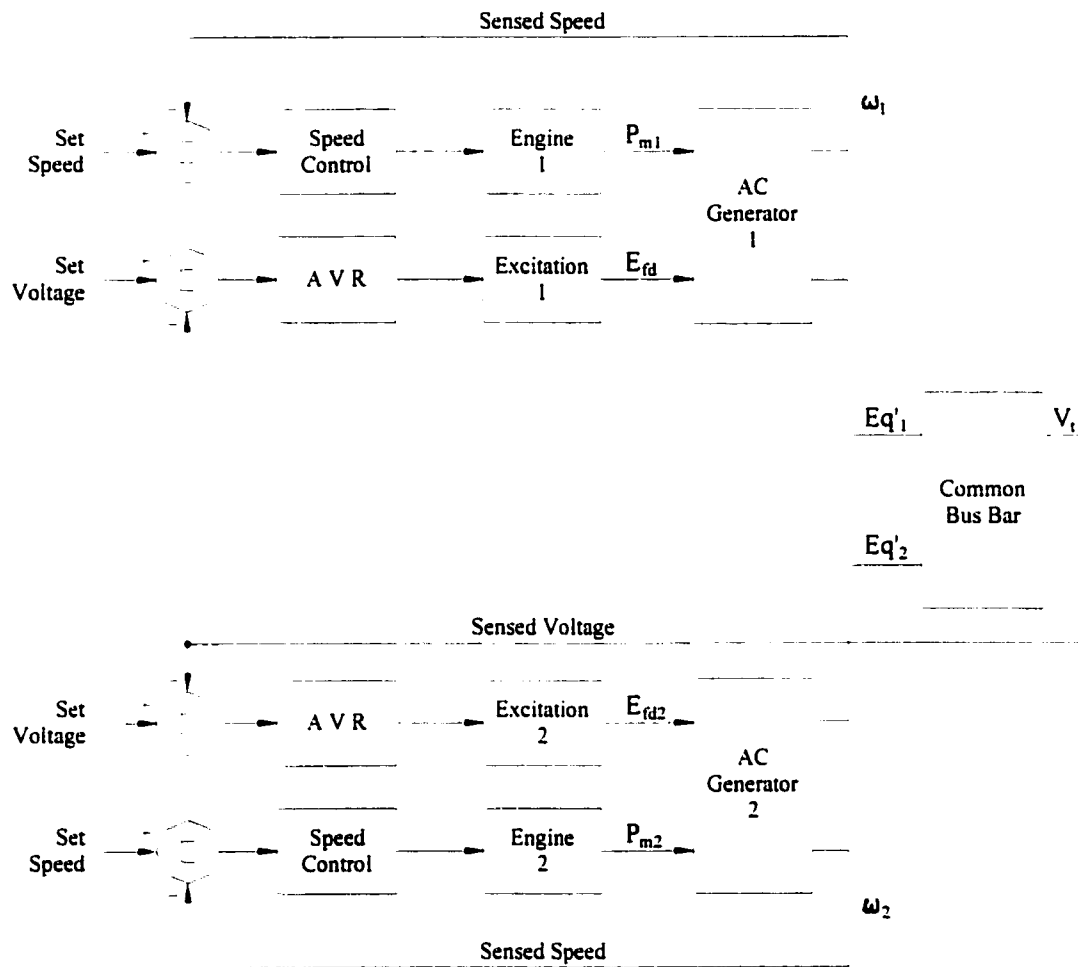 Sensed Speed
ω1
Set
Speed
Speed
Control
Engine
1
Pm1
AC
Generator
1
Set
Voltage
A V R
Excitation
1
Efd
Eq'1
Vt
Common
Bus Bar
Eq'2
Sensed Voltage
Set
Voltage
A V R
Excitation
2
Efd2
AC
Generator
2
Set
Speed
Speed
Control
Engine
2
Pm2
ω2
Sensed Speed